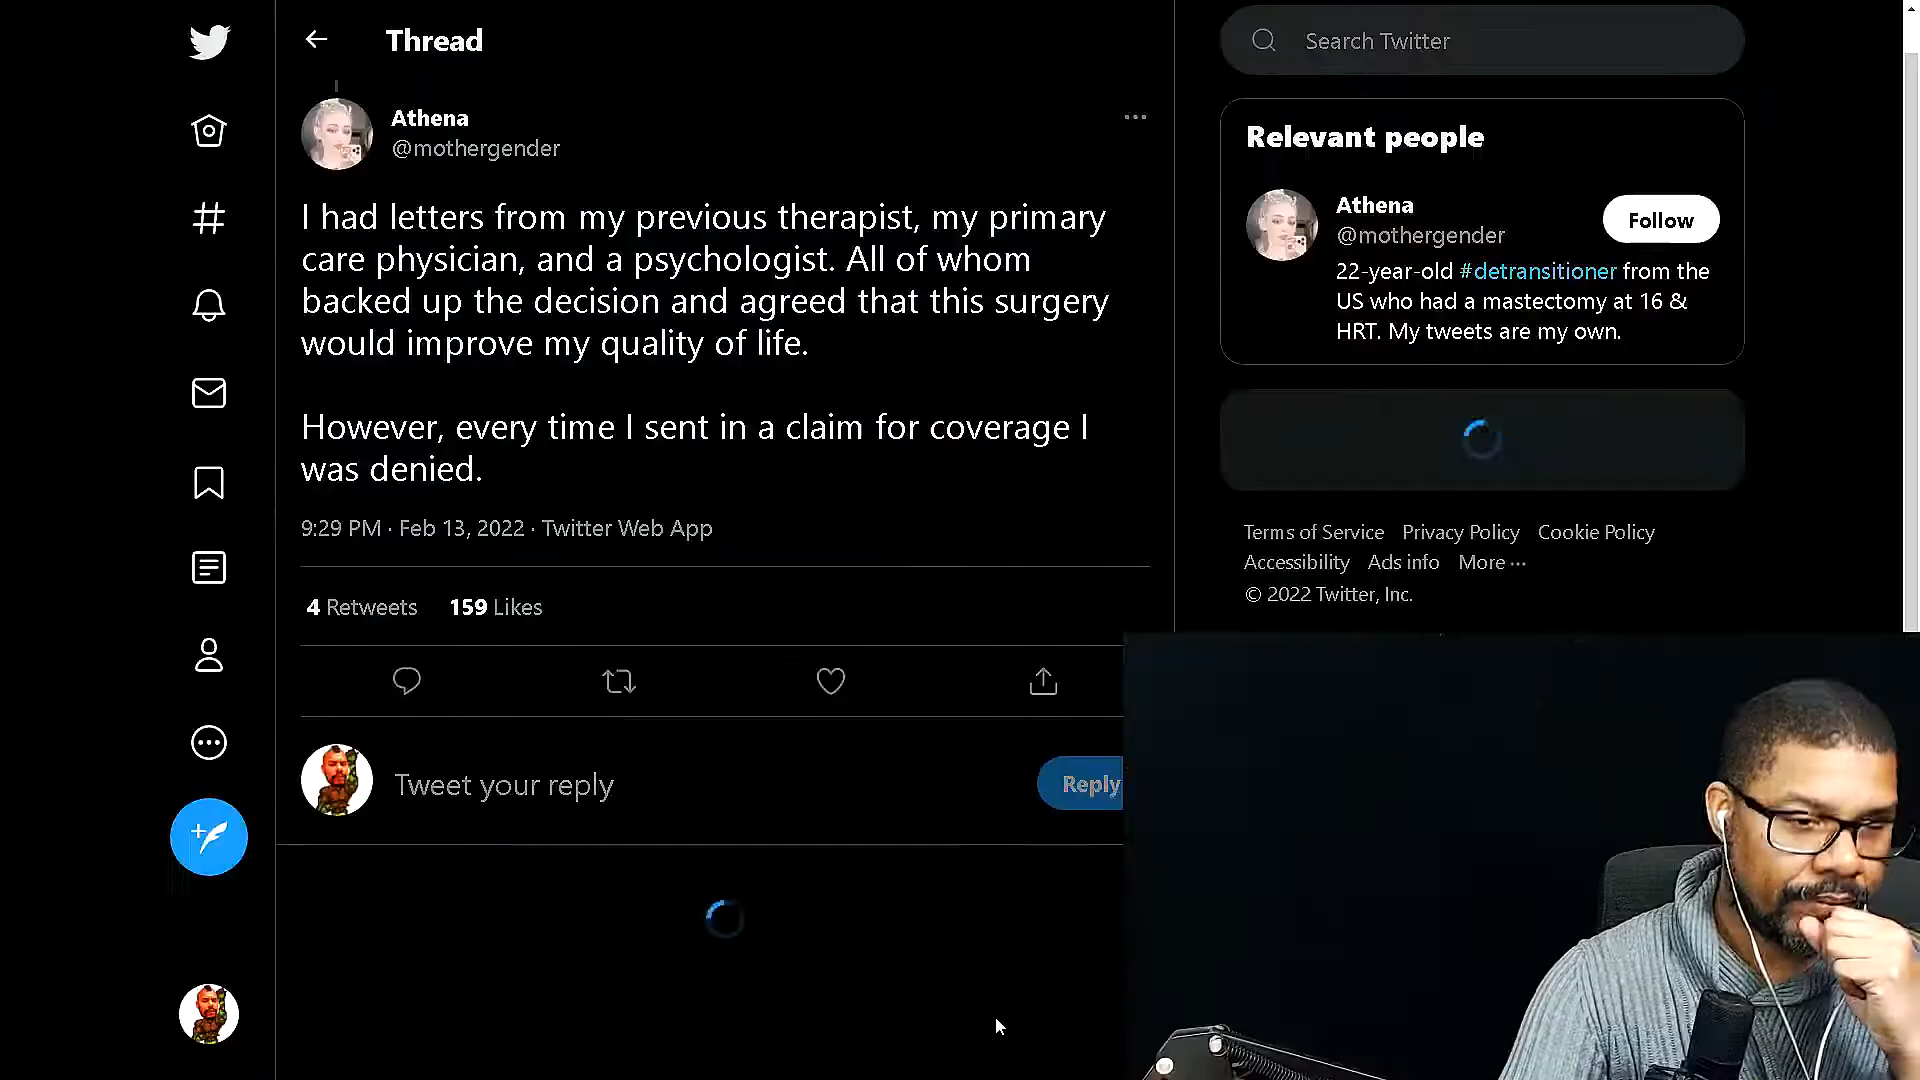 Thread
Athena
@mothergender
I had letters from my previous therapist, my primary
care physician, and a psychologist. All of whom
backed up the decision and agreed that this surgery
would improve my quality of life.
However, every time I sent in a claim for coverage I
was denied.
9:29 PM · Feb 13, 2022 · Twitter Web App
4 Retweets 159 Likes
Tweet your reply
Reply
Search Twitter
Relevant people
Athena
@mothergender
Follow
22-year-old #detransitioner from the
US who had a mastectomy at 16 &
HRT. My tweets are my own.
Terms of Service Privacy Policy Cookie Policy
Accessibility Ads info More ···
© 2022 Twitter, Inc.